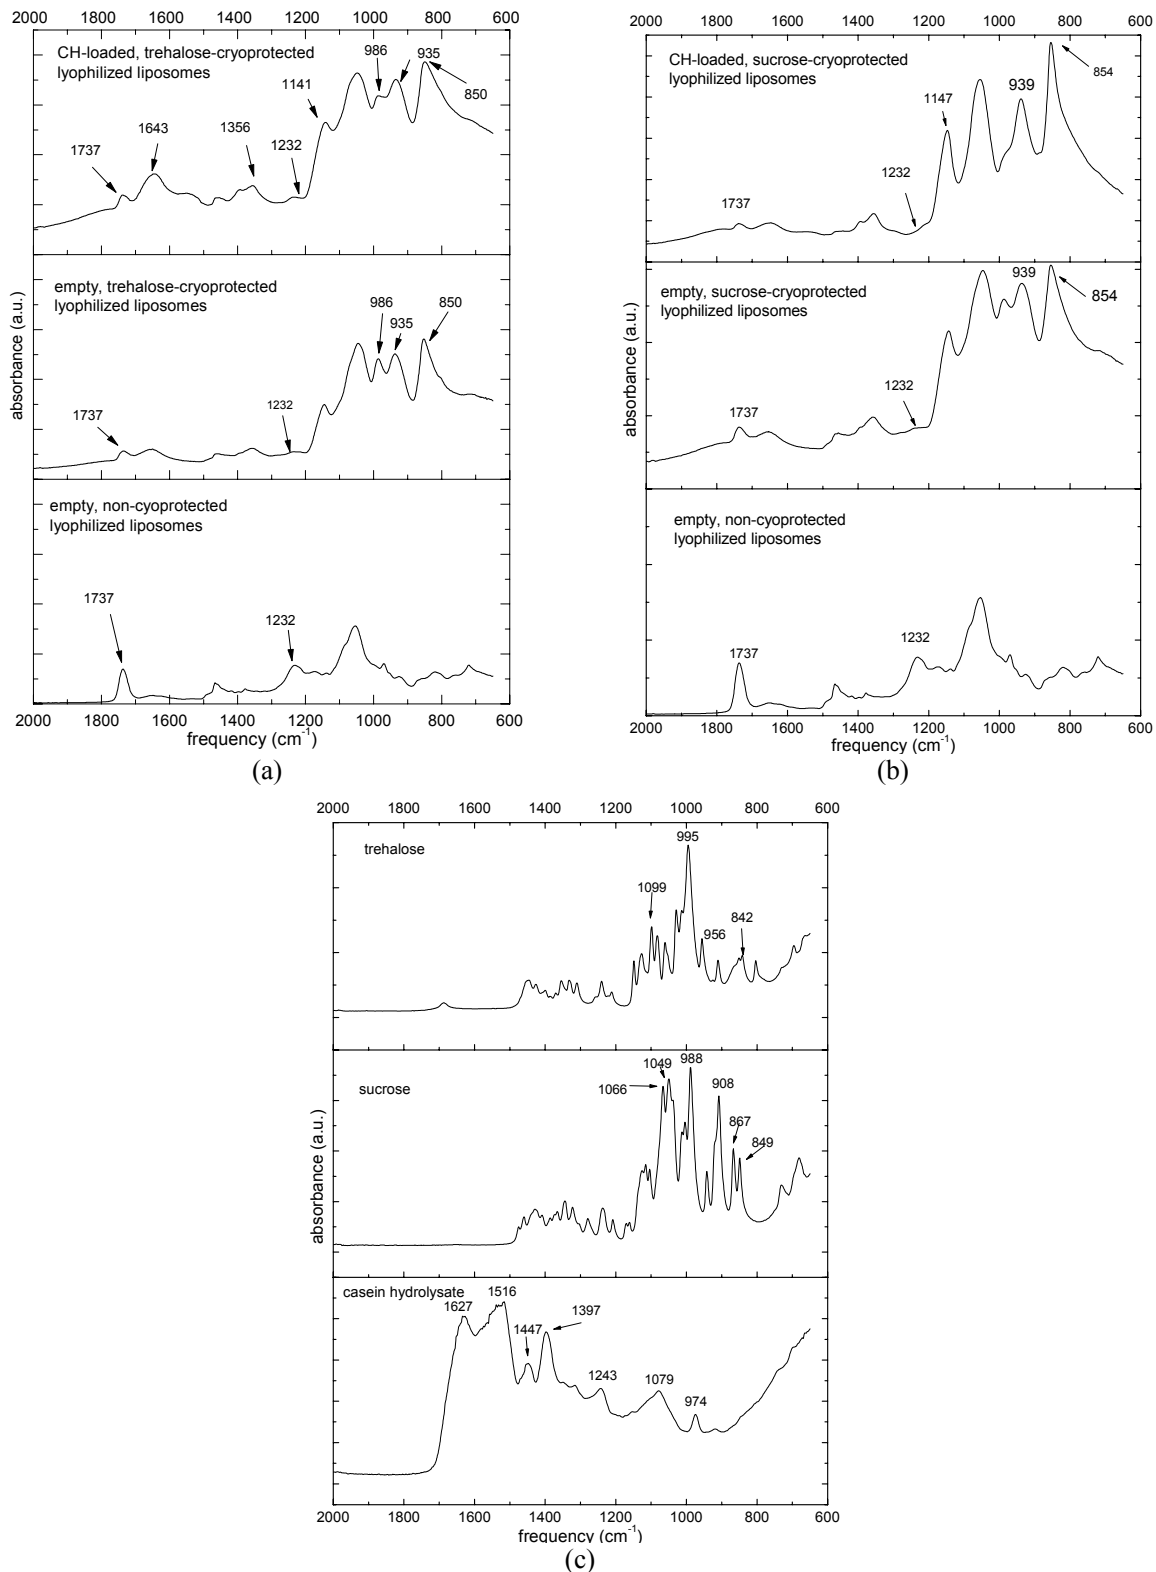 2000 1800 1600 1400 1200 1000 800 600
CH-loaded, trehalose-cryoprotected
lyophilized liposomes
986
935
1141
850
1643
1356
1232
1737
empty, trehalose-cryoprotected
lyophilized liposomes
986
935
850
1737
1232
empty, non-cyoprotected
lyophilized liposomes
1737
1232
absorbance (a.u.)
2000 1800 1600 1400 1200 1000 800 600
frequency (cm-1)
(a)
2000 1800 1600 1400 1200 1000 800 600
CH-loaded, sucrose-cryoprotected
lyophilized liposomes
854
939
1147
1232
1737
empty, sucrose-cryoprotected
lyophilized liposomes
939
854
1232
1737
empty, non-cyoprotected
lyophilized liposomes
1232
1737
absorbance (a.u.)
2000 1800 1600 1400 1200 1000 800 600
frequency (cm-1)
(b)
2000 1800 1600 1400 1200 1000 800 600
trehalose
995
1099
956
842
sucrose
1049
988
1066
908
867
849
casein hydrolysate
1627
1516
1447
1397
1243
1079
974
absorbance (a.u.)
2000 1800 1600 1400 1200 1000 800 600
frequency (cm-1)
(c)